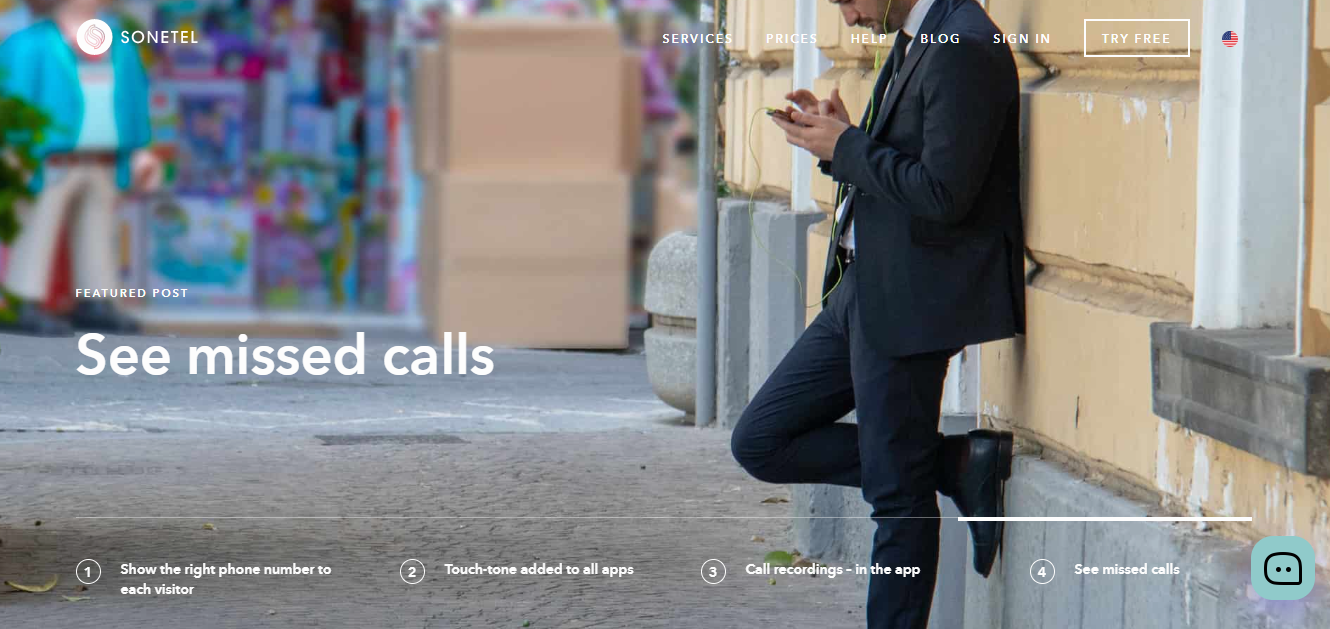 SONETEL
SERVICES
PRICES
HELP
BLOG
SIGN IN
TRY FREE
FEATURED POST
See missed calls
1
Show the right phone number to
each visitor
2
Touch-tone added to all apps
3
Call recordings – in the app
4
See missed calls